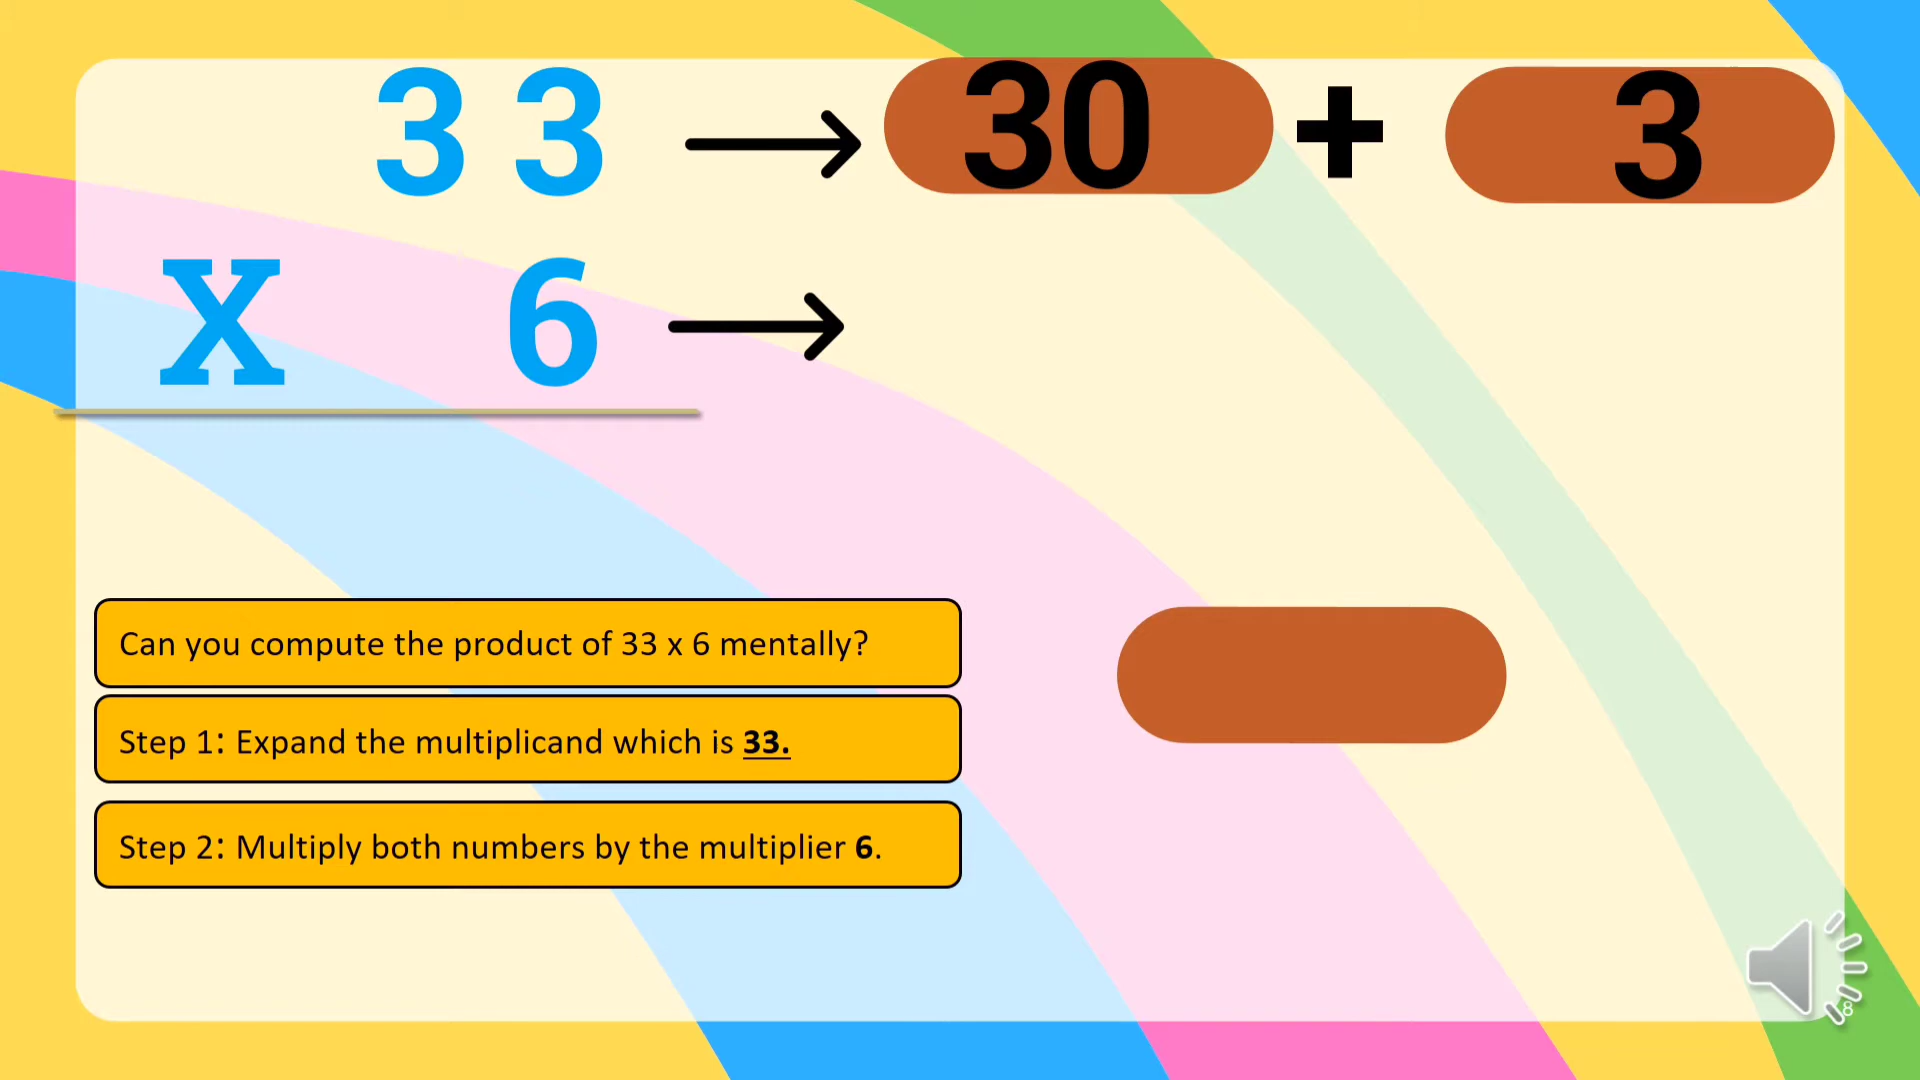 3 3 → 30 + 3
X 6 →
Can you compute the product of 33 x 6 mentally?
Step 1: Expand the multiplicand which is 33.
Step 2: Multiply both numbers by the multiplier 6.
8